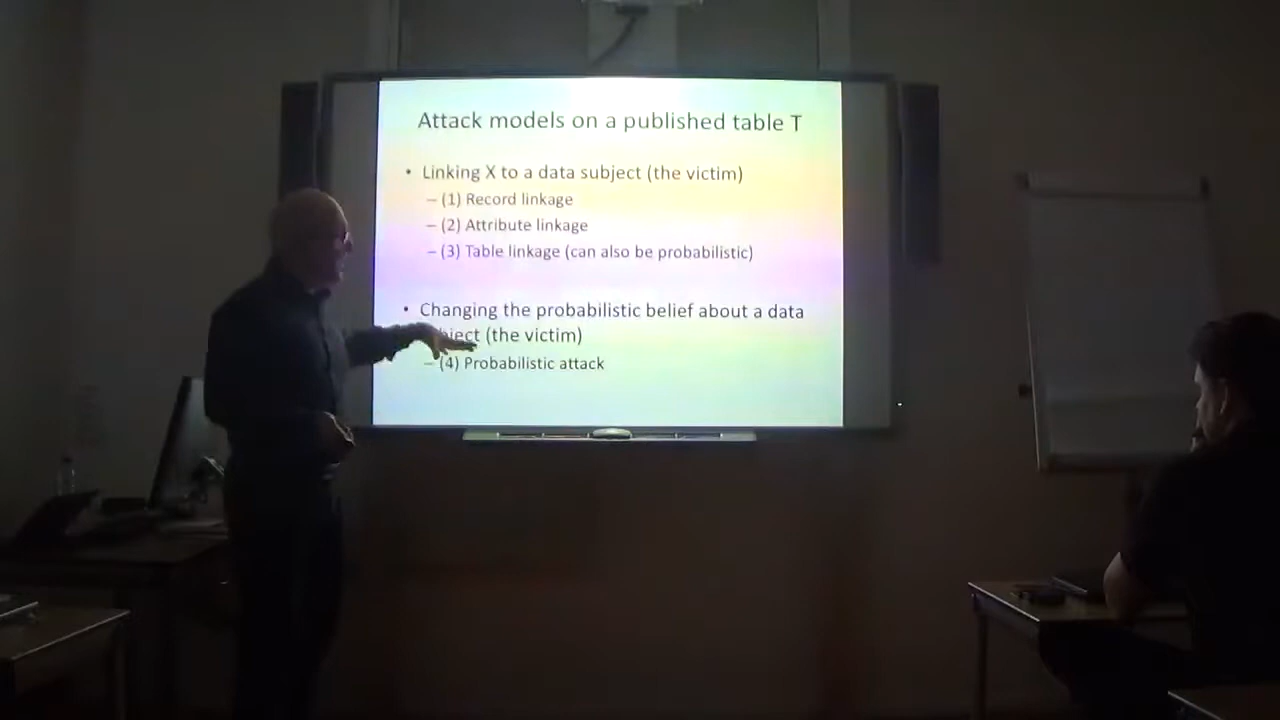 Attack models on a published table T
• Linking X to a data subject (the victim)
– (1) Record linkage
– (2) Attribute linkage
– (3) Table linkage (can also be probabilistic)
• Changing the probabilistic belief about a data
subject (the victim)
– (4) Probabilistic attack